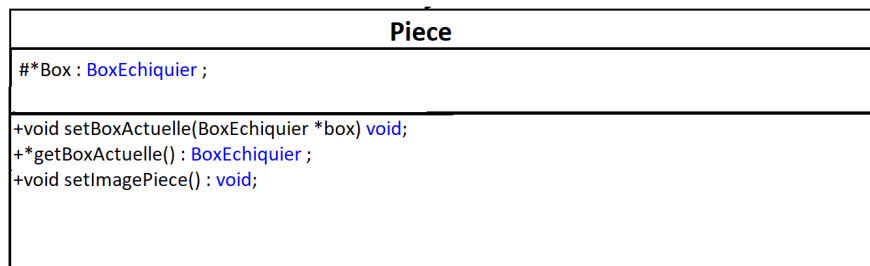 Piece
#*Box : BoxEchiquier ;
+void setBoxActuelle(BoxEchiquier *box) void;
+*getBoxActuelle() : BoxEchiquier ;
+void setImagePiece() : void;